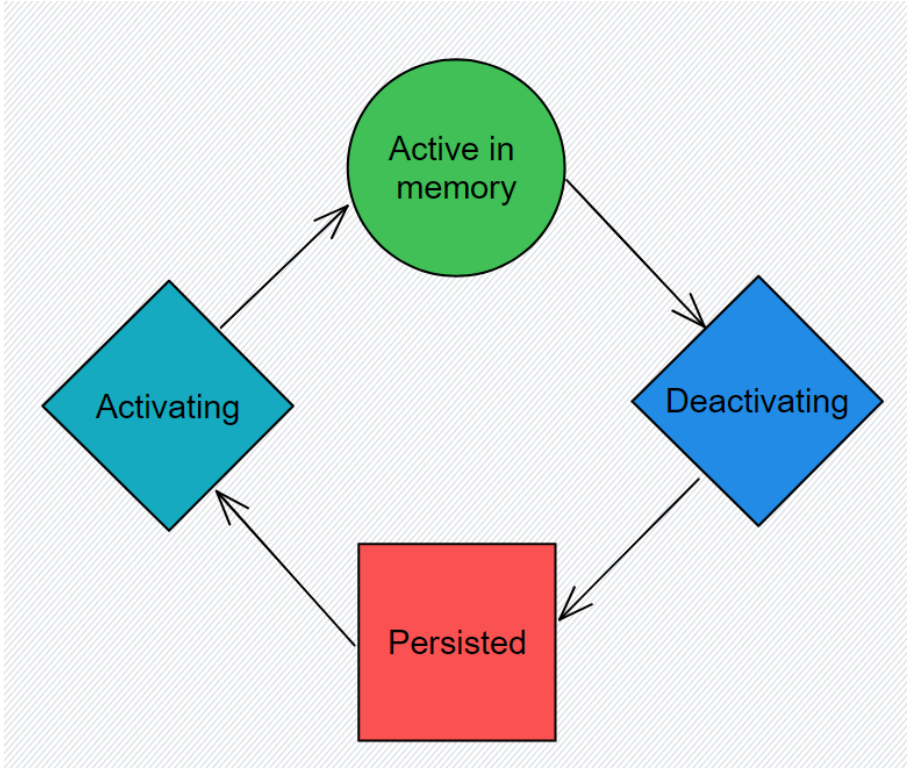 Active in
memory
Activating
Deactivating
Persisted